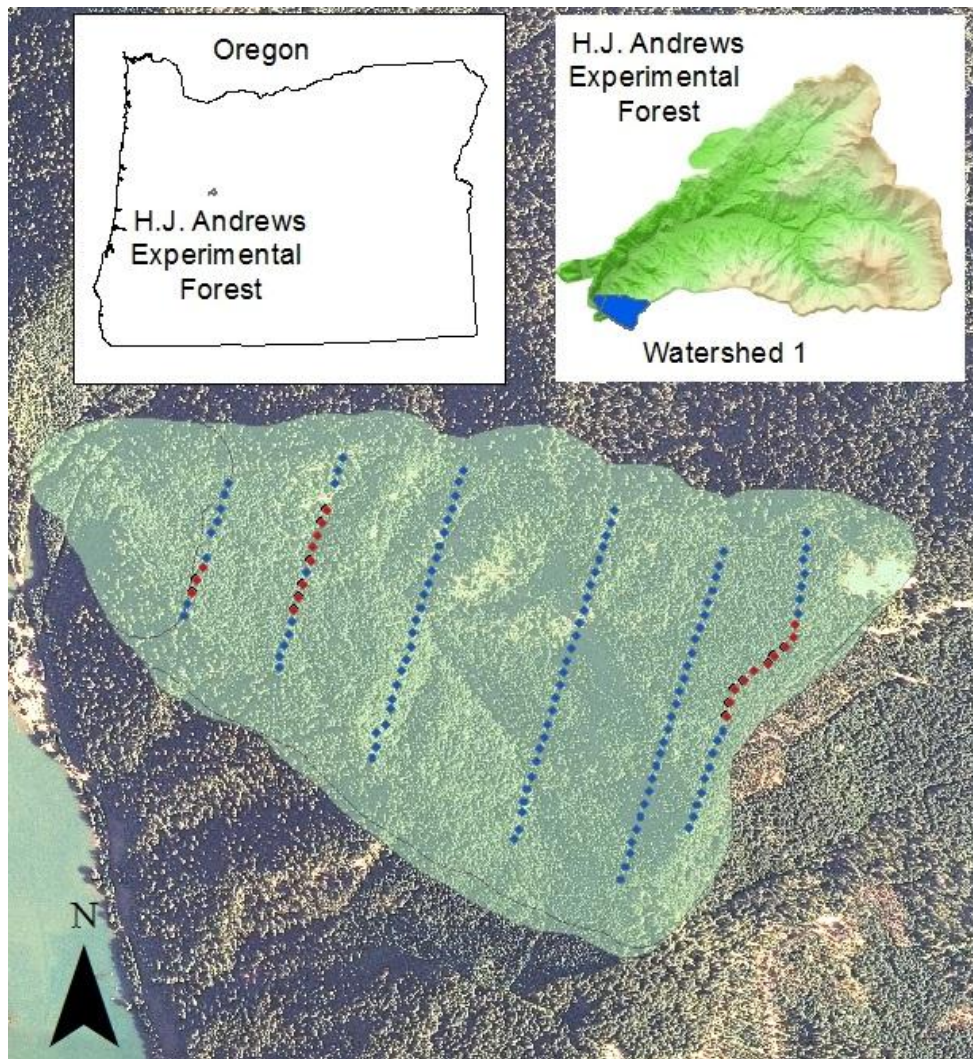 Oregon
H.J. Andrews
Experimental
Forest
H.J. Andrews
Experimental
Forest
Watershed 1
N